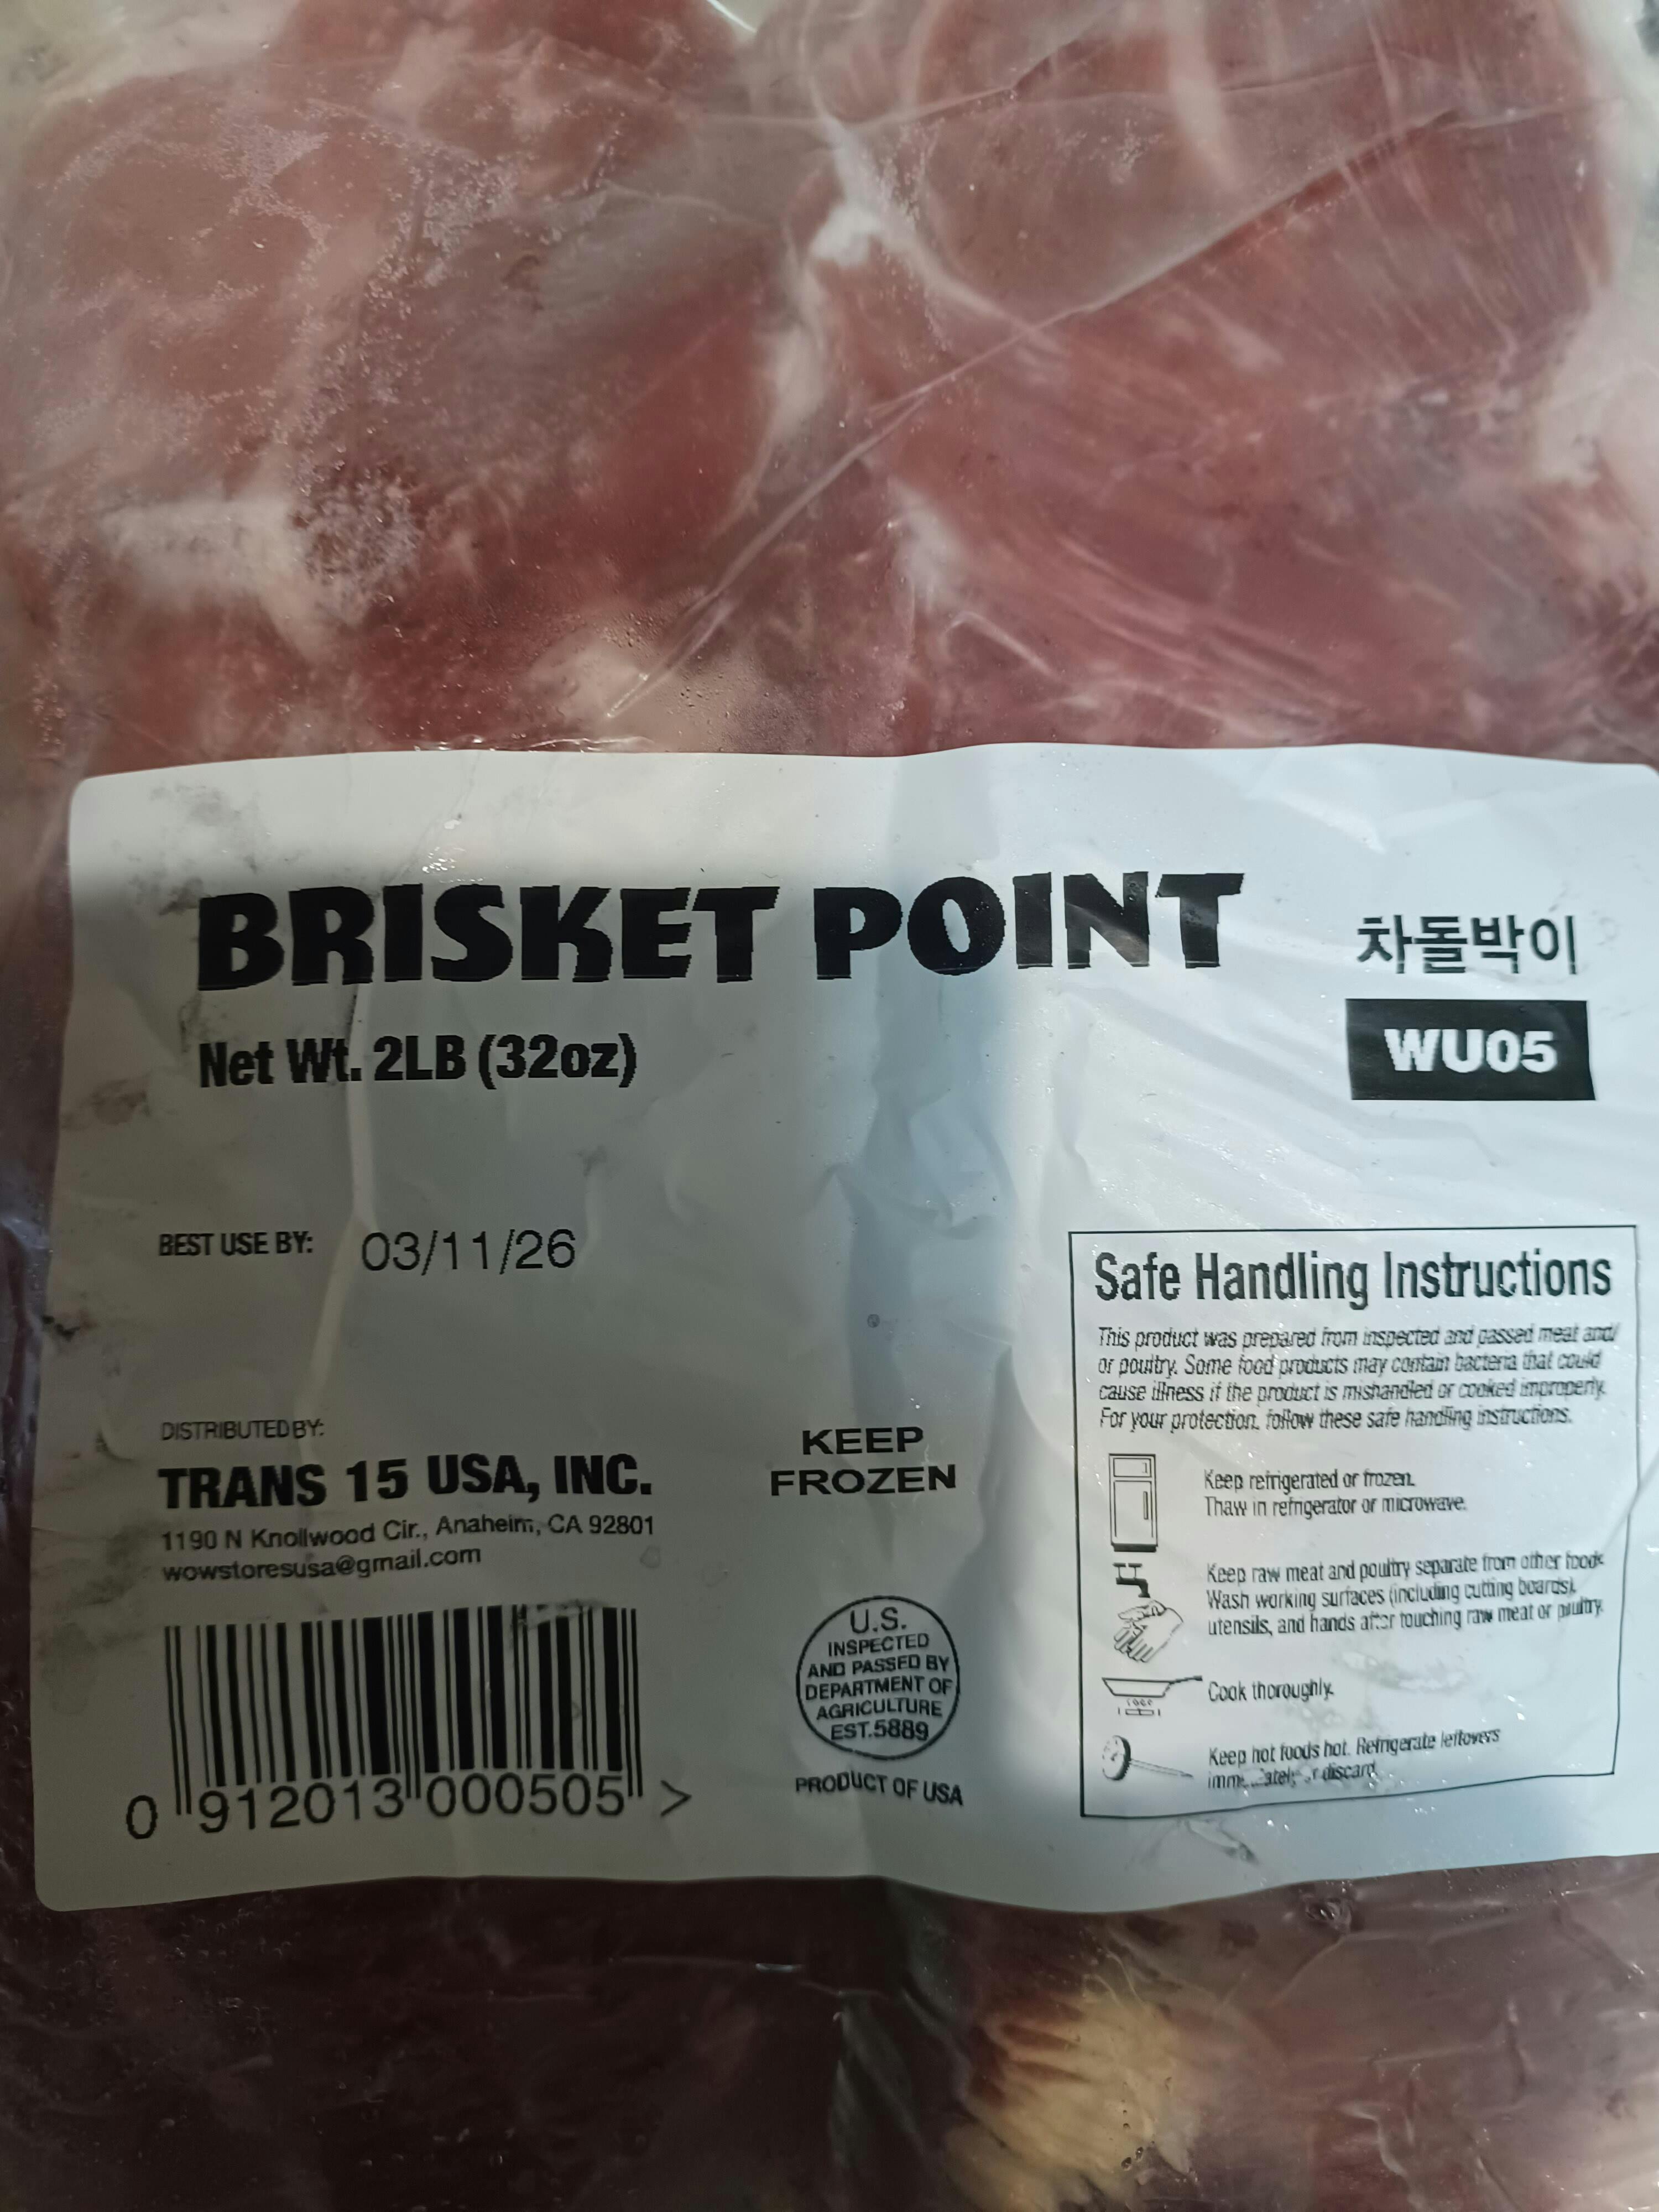 BRISKET POINT
차돌박이
WU05
Net Wt. 2LB (32oz)
BEST USE BY: 03/11/26
DISTRIBUTED BY:
TRANS 15 USA, INC.
1190 N Knollwood Cir., Anaheim, CA 92801
wowstoresusa@gmail.com
0 912013 000505 >
KEEP
FROZEN
U.S.
INSPECTED
AND PASSED BY
DEPARTMENT OF
AGRICULTURE
EST.5889
PRODUCT OF USA
Safe Handling Instructions
This product was prepared from inspected and passed meat and/
or poultry. Some food products may contain bacteria that could
cause illness if the product is mishandled or cooked improperly.
For your protection, follow these safe handling instructions.
Keep refrigerated or frozen.
Thaw in refrigerator or microwave.
Keep raw meat and poultry separate from other foods.
Wash working surfaces (including cutting boards),
utensils, and hands after touching raw meat or poultry.
Cook thoroughly.
Keep hot foods hot. Refrigerate leftovers
immediately or discard.